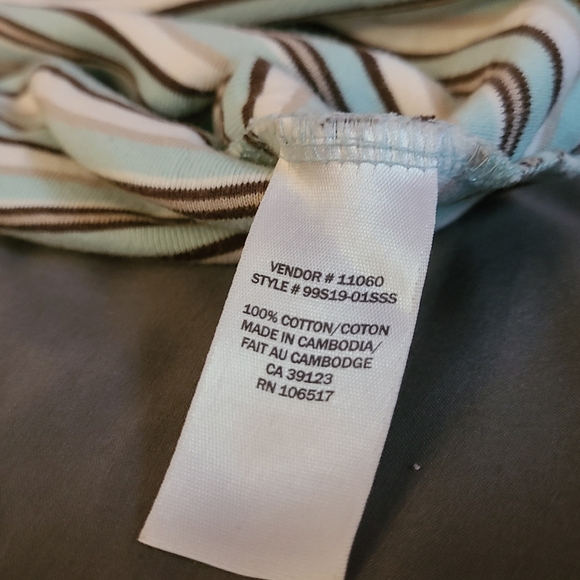 VENDOR # 11060
STYLE # 99S19-01SSS
100% COTTON/COTON
MADE IN CAMBODIA/
FAIT AU CAMBODGE
CA 39123
RN 106517